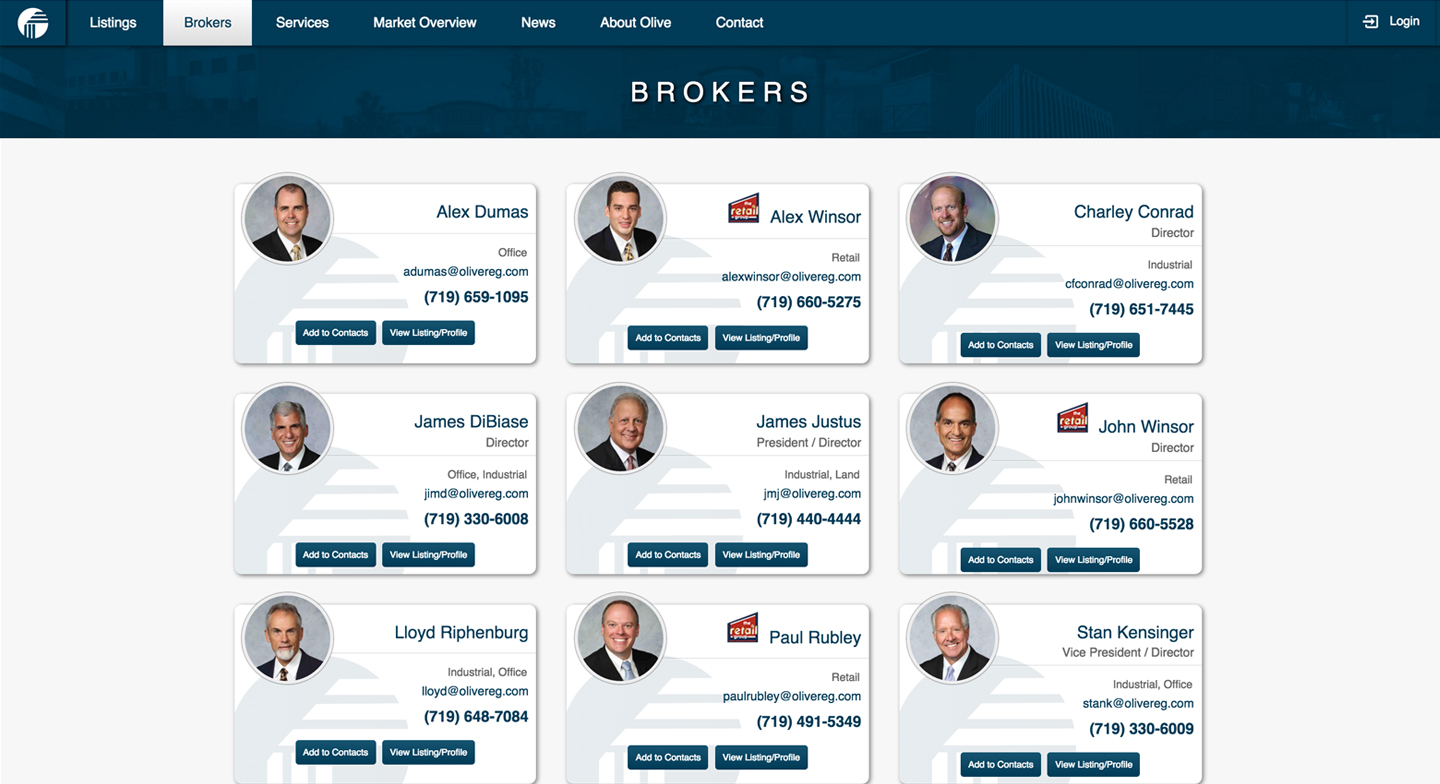 Listings Brokers Services Market Overview News About Olive Contact Login
BROKERS
Alex Dumas
Office
adumas@olivereg.com
(719) 659-1095
Add to Contacts View Listing/Profile
the
retail
group
Alex Winsor
Retail
alexwinsor@olivereg.com
(719) 660-5275
Add to Contacts View Listing/Profile
Charley Conrad
Director
Industrial
cfconrad@olivereg.com
(719) 651-7445
Add to Contacts View Listing/Profile
James DiBiase
Director
Office, Industrial
jimd@olivereg.com
(719) 330-6008
Add to Contacts View Listing/Profile
James Justus
President / Director
Industrial, Land
jmj@olivereg.com
(719) 440-4444
Add to Contacts View Listing/Profile
the
retail
group
John Winsor
Director
Retail
johnwinsor@olivereg.com
(719) 660-5528
Add to Contacts View Listing/Profile
Lloyd Riphenburg
Industrial, Office
lloyd@olivereg.com
(719) 648-7084
Add to Contacts View Listing/Profile
the
retail
group
Paul Rubley
Retail
paulrubley@olivereg.com
(719) 491-5349
Add to Contacts View Listing/Profile
Stan Kensinger
Vice President / Director
Industrial, Office
stank@olivereg.com
(719) 330-6009
Add to Contacts View Listing/Profile